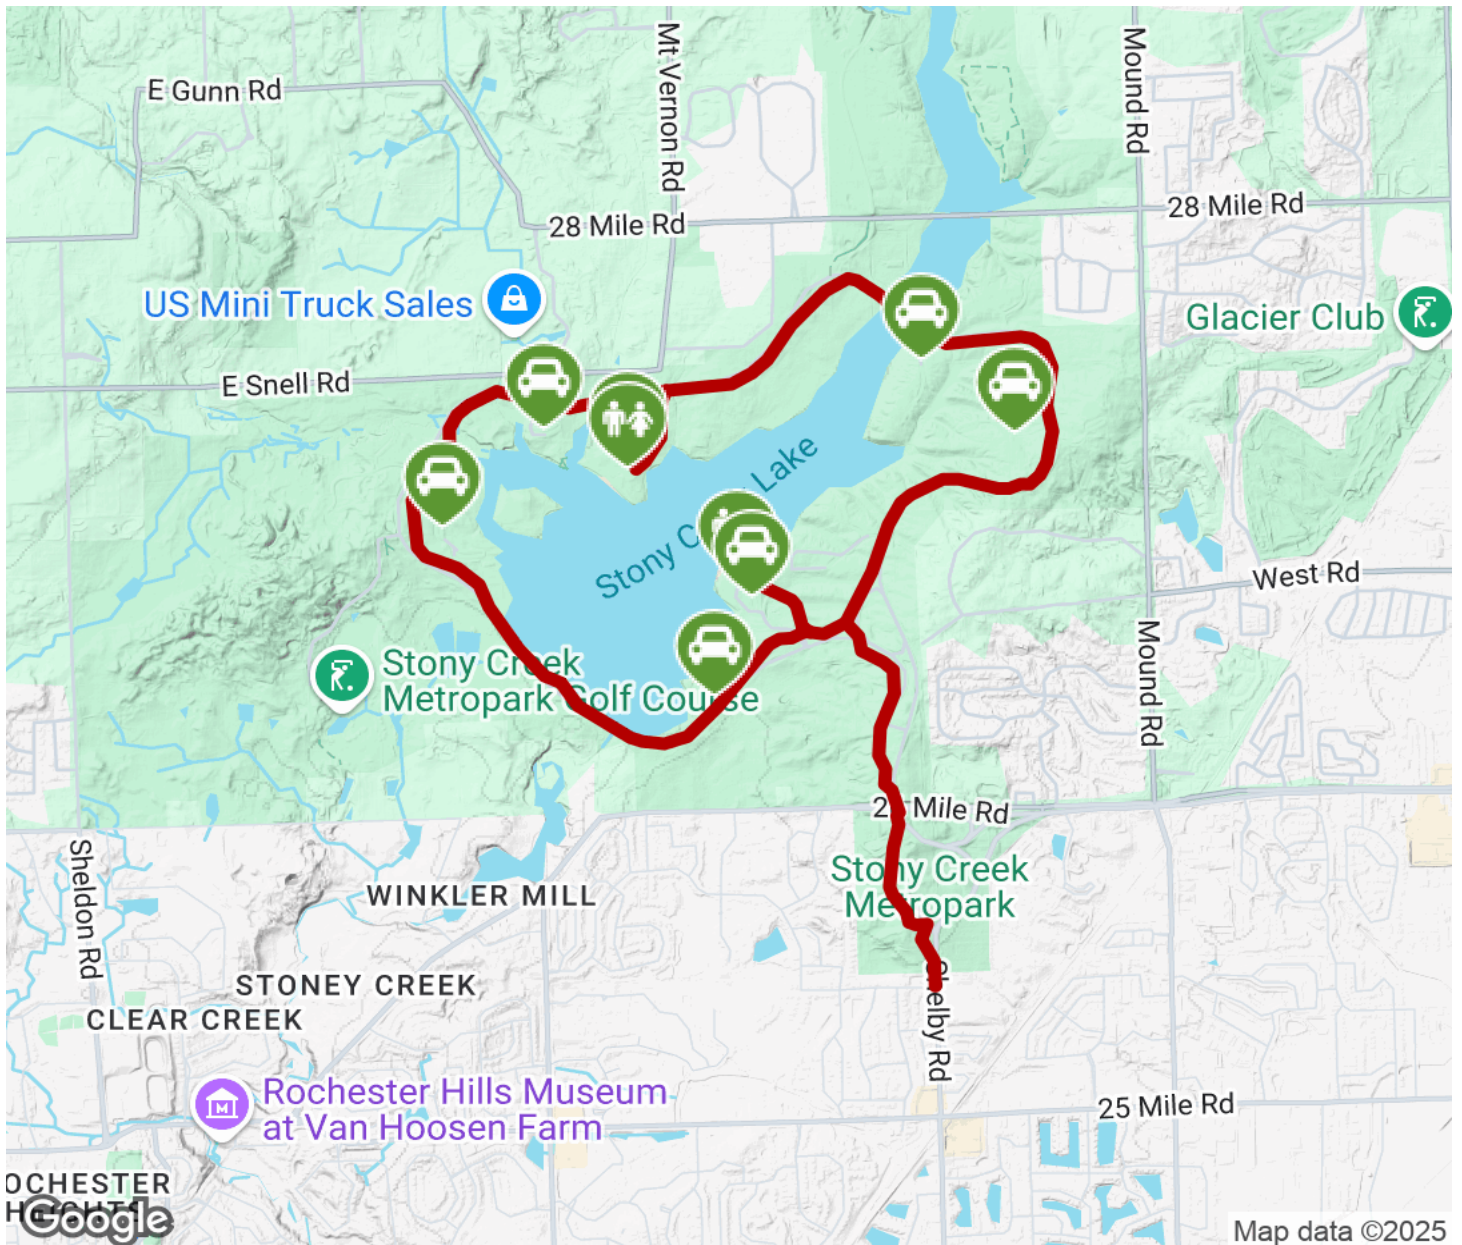 Mt Vernon Rd
Mound Rd
E Gunn Rd
28 Mile Rd
28 Mile Rd
US Mini Truck Sales
Glacier Club
E Snell Rd
Lake
Stony C
West Rd
Stony Creek
Metropark Golf Course
Mound Rd
Mile Rd
Sheldon Rd
Stony Creek
Metropark
WINKLER MILL
STONEY CREEK
CLEAR CREEK
Shelby Rd
Rochester Hills Museum
at Van Hoosen Farm
25 Mile Rd
OCHESTER
HEIGHTS
Google
Map data ©2025